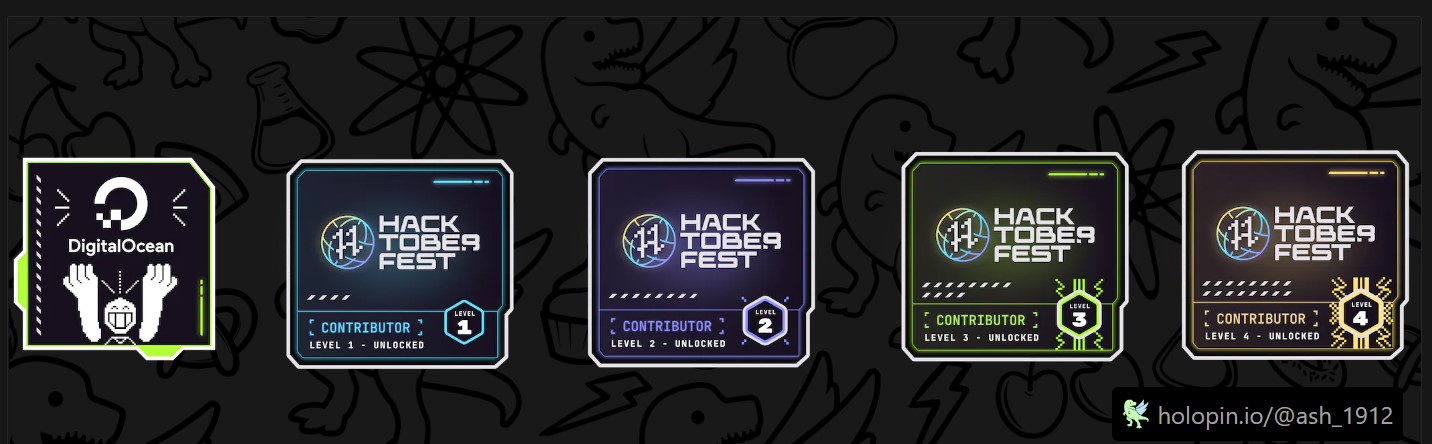 DigitalOcean
HACK
TOBER
FEST
[ CONTRIBUTOR ]
LEVEL 1 - UNLOCKED
LEVEL
1
HACK
TOBER
FEST
[ CONTRIBUTOR ]
LEVEL 2 - UNLOCKED
LEVEL
2
HACK
TOBER
FEST
[ CONTRIBUTOR ]
LEVEL 3 - UNLOCKED
LEVEL
3
HACK
TOBER
FEST
[ CONTRIBUTOR ]
LEVEL 4 - UNLOCKED
LEVEL
4
holopin.io/@ash_1912